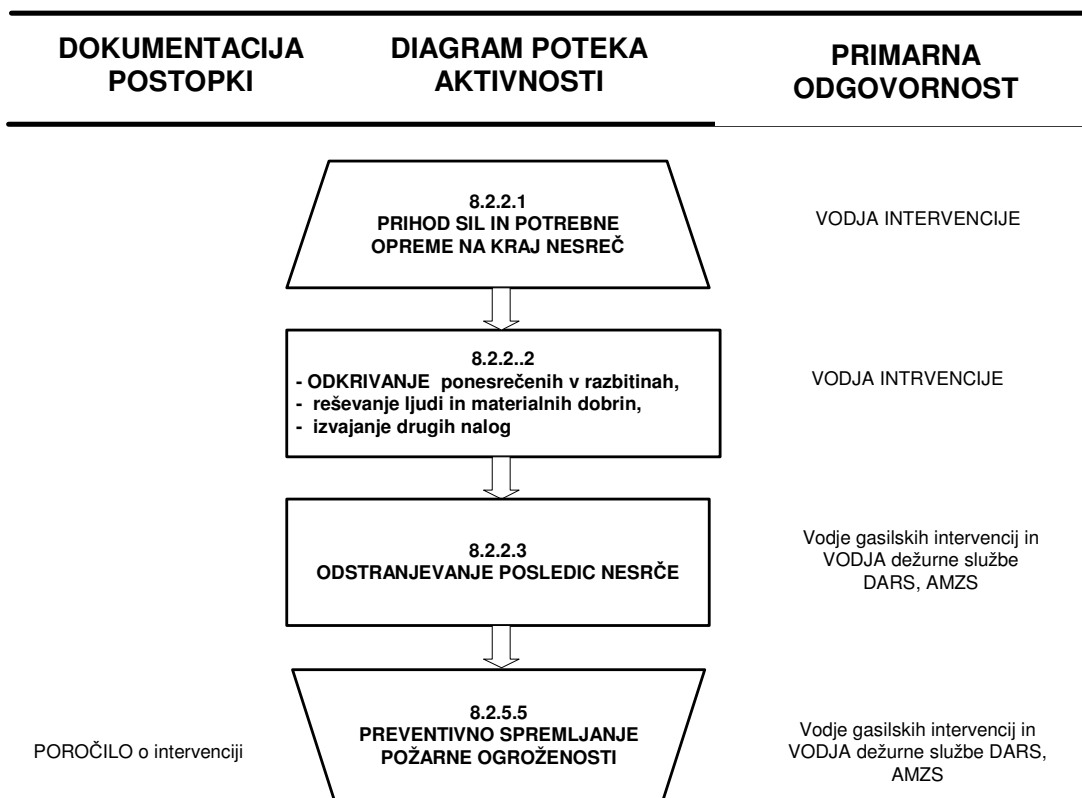 DOKUMENTACIJA
POSTOPKI
DIAGRAM POTEKA
AKTIVNOSTI
PRIMARNA
ODGOVORNOST
8.2.2.1
PRIHOD SIL IN POTREBNE
OPREME NA KRAJ NESREČ
VODJA INTERVENCIJE
8.2.2..2
- ODKRIVANJE ponesrečenih v razbitinah,
- reševanje ljudi in materialnih dobrin,
- izvajanje drugih nalog
VODJA INTRVENCIJE
8.2.2.3
ODSTRANJEVANJE POSLEDIC NESRČE
Vodje gasilskih intervencij in
VODJA dežurne službe
DARS, AMZS
POROČILO o intervenciji
8.2.5.5
PREVENTIVNO SPREMLJANJE
POŽARNE OGROŽENOSTI
Vodje gasilskih intervencij in
VODJA dežurne službe DARS,
AMZS